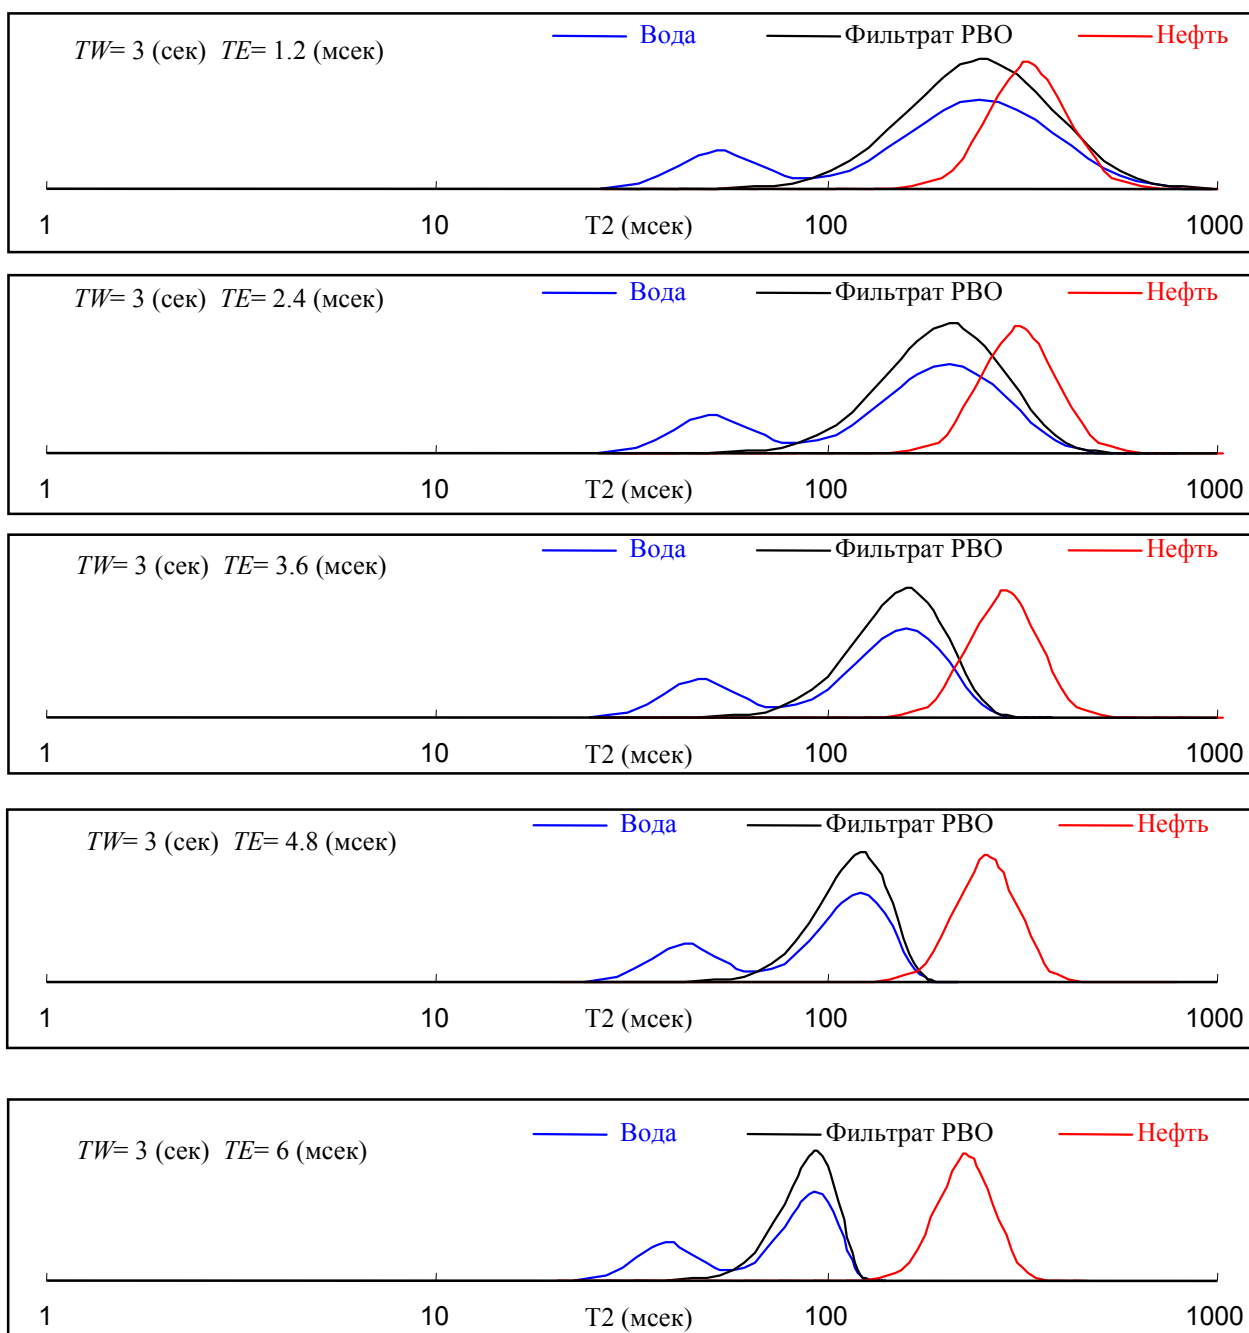 TW= 3 (сек) TE= 1.2 (мсек) Вода Фильтрат РВО Нефть
1 10 T2 (мсек) 100 1000
TW= 3 (сек) TE= 2.4 (мсек) Вода Фильтрат РВО Нефть
1 10 T2 (мсек) 100 1000
TW= 3 (сек) TE= 3.6 (мсек) Вода Фильтрат РВО Нефть
1 10 T2 (мсек) 100 1000
TW= 3 (сек) TE= 4.8 (мсек) Вода Фильтрат РВО Нефть
1 10 T2 (мсек) 100 1000
TW= 3 (сек) TE= 6 (мсек) Вода Фильтрат РВО Нефть
1 10 T2 (мсек) 100 1000